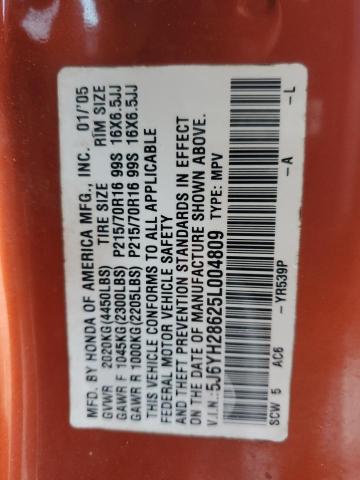 MFD. BY HONDA OF AMERICA MFG., INC. 01/'05
GVWR 2020KG(4450LBS) TIRE SIZE RIM SIZE
GAWR F 1045KG(2300LBS) P215/70R16 99S 16X6.5JJ
GAWR R 1000KG(2205LBS) P215/70R16 99S 16X6.5JJ
THIS VEHICLE CONFORMS TO ALL APPLICABLE
FEDERAL MOTOR VEHICLE SAFETY
AND THEFT PREVENTION STANDARDS IN EFFECT
ON THE DATE OF MANUFACTURE SHOWN ABOVE.
V.I.N.:5J6YH28625L004809 TYPE: MPV
SCW 5 AC6 -YR539P -A -L